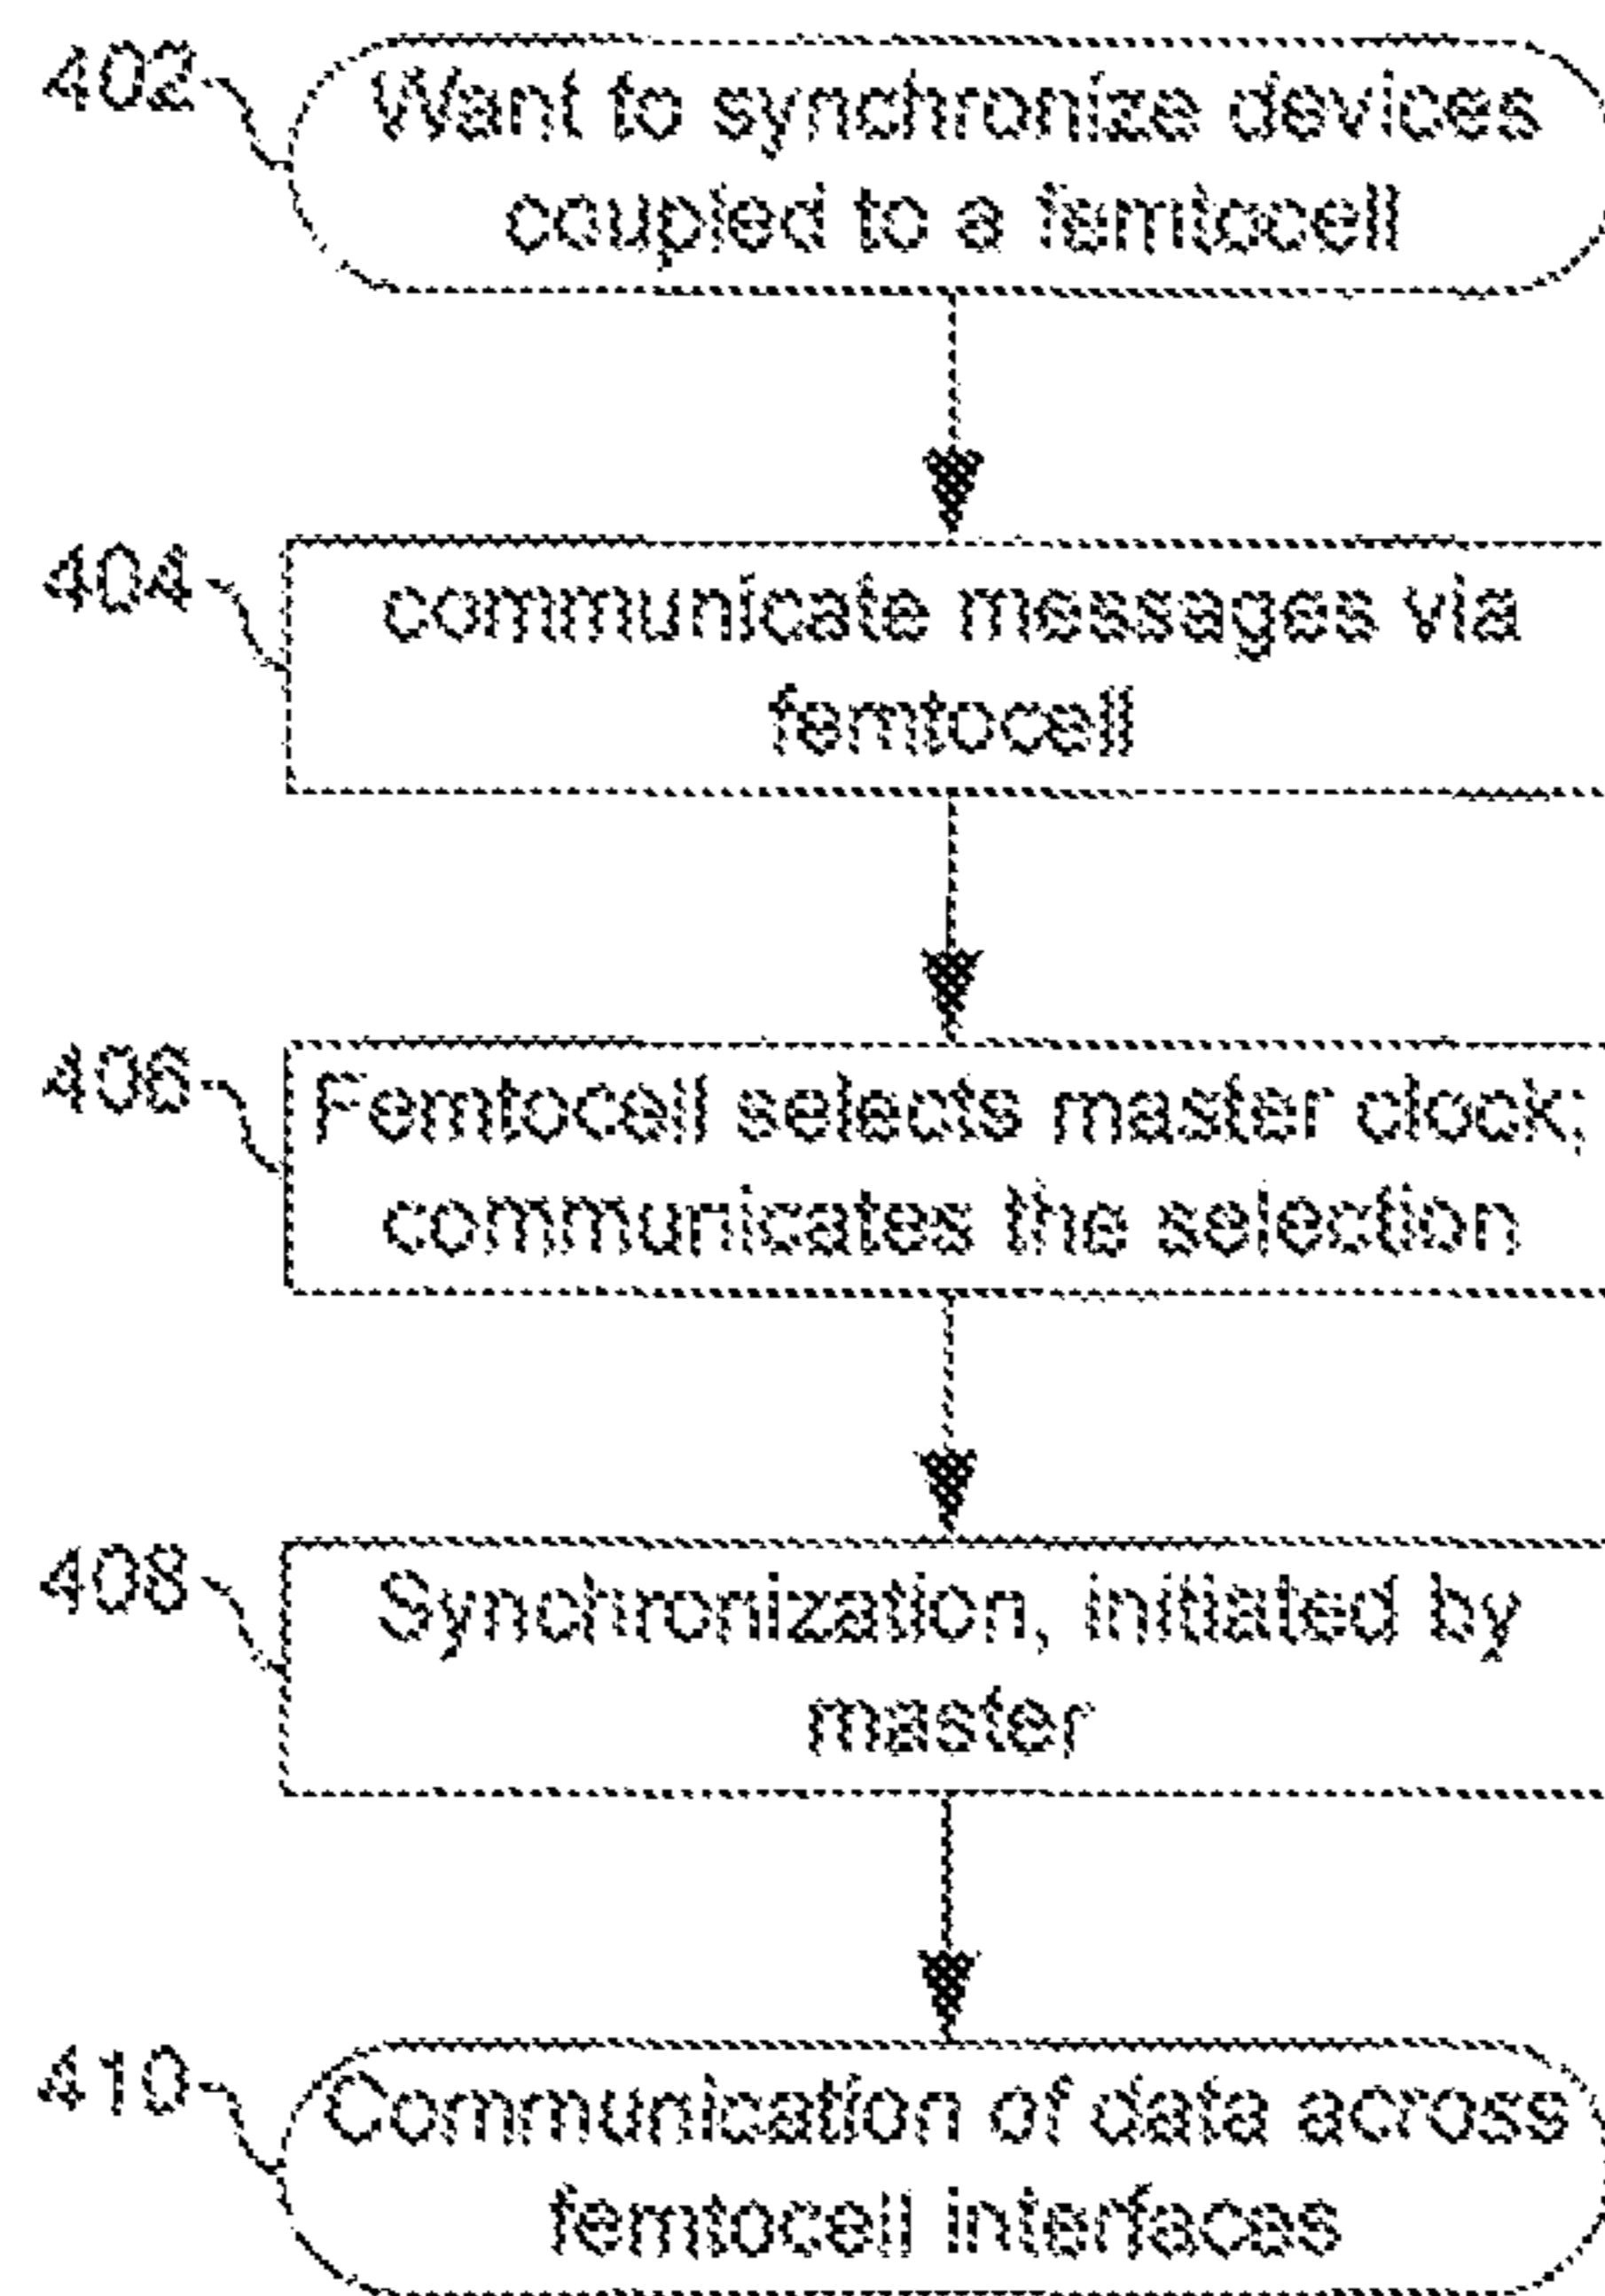 402
Want to synchronize devices
coupled to a femtocell
404
communicate messages via
femtocell
406
Femtocell selects master clock;
communicates the selection
408
Synchronization, initiated by
master
410
Communication of data across
femtocell interfaces